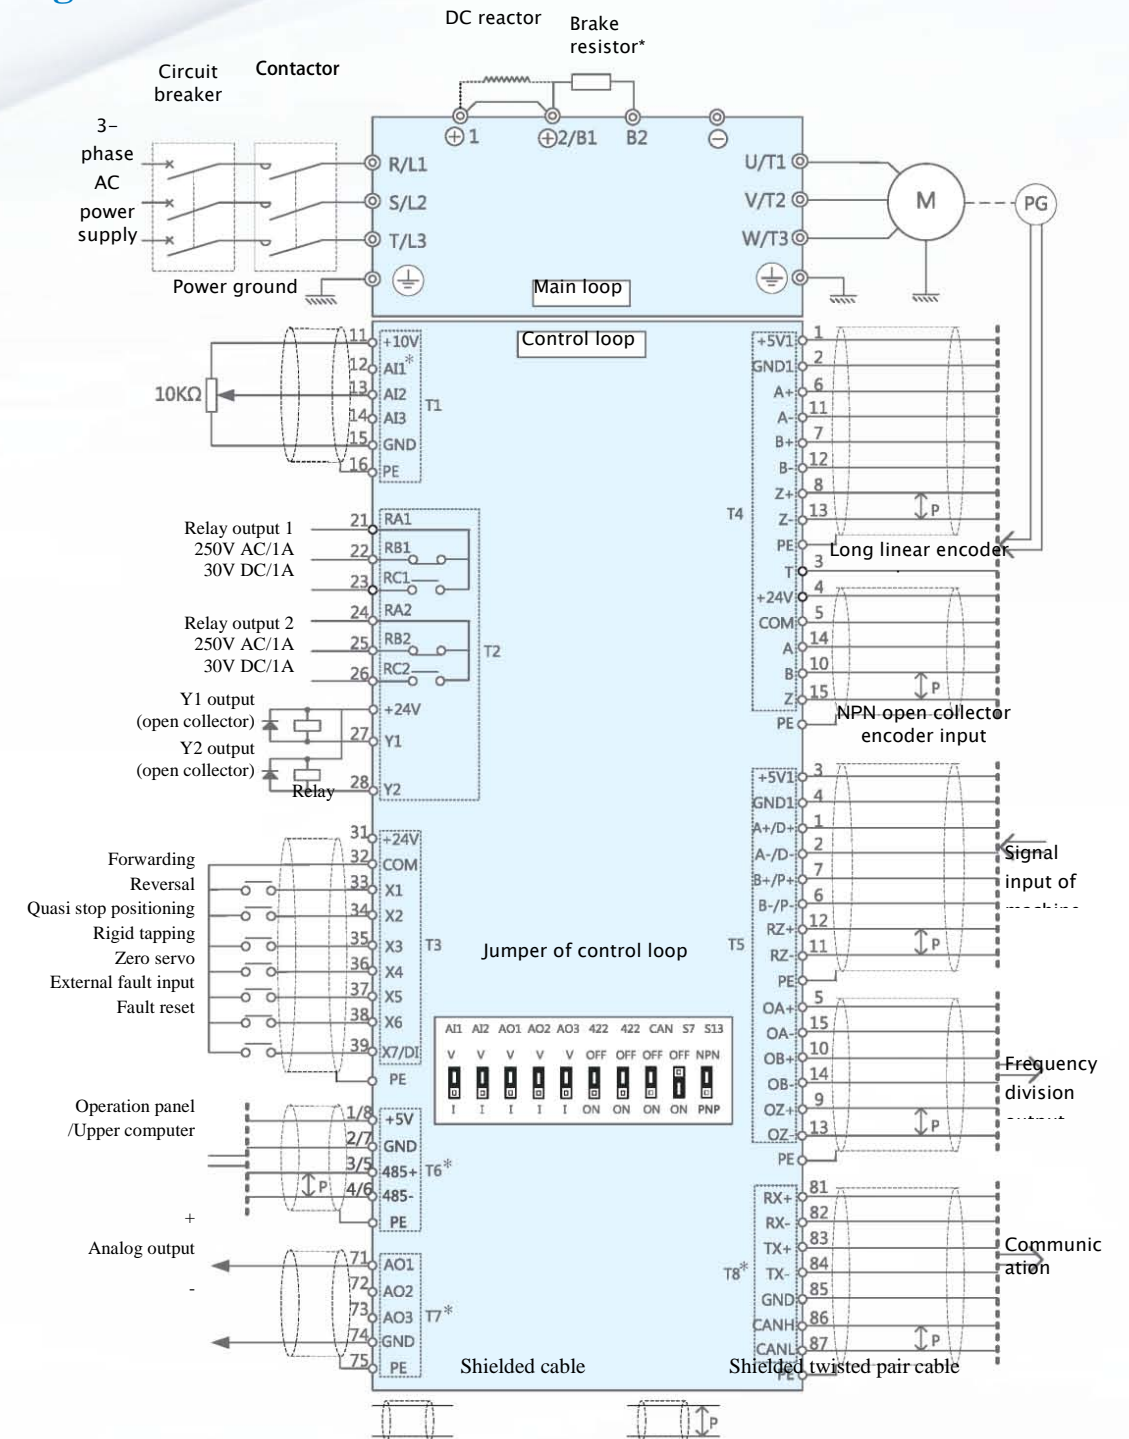 DC reactor
Brake
resistor*
Circuit
breaker
Contactor
3-
phase
AC
power
supply
1
2/B1
B2
R/L1
S/L2
T/L3
U/T1
V/T2
W/T3
M
PG
Power ground
Main loop
Control loop
10KΩ
11 +10V
12 AI1*
13 AI2
14 AI3
15 GND
16 PE
T1
Relay output 1
250V AC/1A
30V DC/1A
21 RA1
22 RB1
23 RC1
Relay output 2
250V AC/1A
30V DC/1A
24 RA2
25 RB2
26 RC2
T2
Y1 output
(open collector)
Y2 output
(open collector)
Relay
+24V
27 Y1
28 Y2
31 +24V
32 COM
33 X1
34 X2
35 X3
36 X4
37 X5
38 X6
39 X7/DI
PE
T3
Forwarding
Reversal
Quasi stop positioning
Rigid tapping
Zero servo
External fault input
Fault reset
Operation panel
/Upper computer
1/8 +5V
2/7 GND
3/5 485+
4/6 485-
PE
T6*
P
+
Analog output
-
71 AO1
72 AO2
73 AO3
74 GND
75 PE
T7*
Jumper of control loop
AI1 AI2 AO1 AO2 AO3 422 422 CAN S7 S13
V V V V V OFF OFF OFF OFF NPN
I I I I I ON ON ON ON PNP
+5V1 1
GND1 2
A+ 6
A- 11
B+ 7
B- 12
Z+ 8
Z- 13
PE
T4
P
Long linear encoder
T 3
+24V 4
COM 5
A 14
B 10
Z 15
PE
P
NPN open collector
encoder input
+5V1 3
GND1 4
A+/D+ 1
A-/D- 2
B+/P+ 7
B-/P- 6
RZ+ 12
RZ- 11
PE
T5
P
Signal
input of
OA+ 5
OA- 15
OB+ 10
OB- 14
OZ+ 9
OZ- 13
PE
P
Frequency
division
RX+ 81
RX- 82
TX+ 83
TX- 84
GND 85
CANH 86
CANL 87
PE
T8*
P
Communic
ation
Shielded cable
Shielded twisted pair cable
P